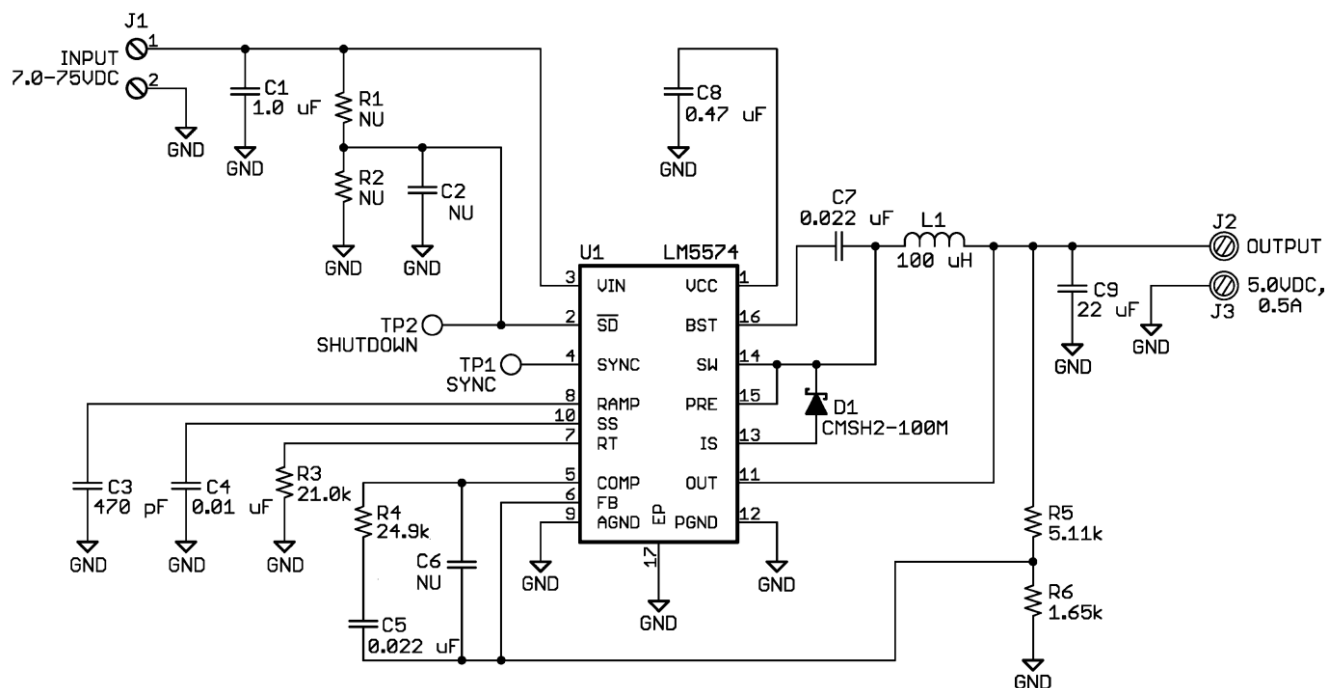 J1
INPUT
7.0-75VDC
1
2
GND
C1
1.0 uF
GND
R1
NU
R2
NU
GND
C2
NU
GND
C8
0.47 uF
GND
C7
0.022 uF
L1
100 uH
J2
OUTPUT
5.0VDC,
0.5A
J3
GND
C9
22 uF
GND
U1
LM5574
3
VIN
VCC
1
2
SD
BST
16
4
SYNC
SW
14
8
RAMP
PRE
15
10
SS
7
RT
IS
13
5
COMP
OUT
11
6
FB
9
AGND
EP
PGND
12
17
TP2
SHUTDOWN
TP1
SYNC
D1
CMSH2-100M
C3
470 pF
GND
C4
0.01 uF
GND
R3
21.0k
GND
R4
24.9k
C6
NU
C5
0.022 uF
GND
GND
GND
R5
5.11k
R6
1.65k
GND